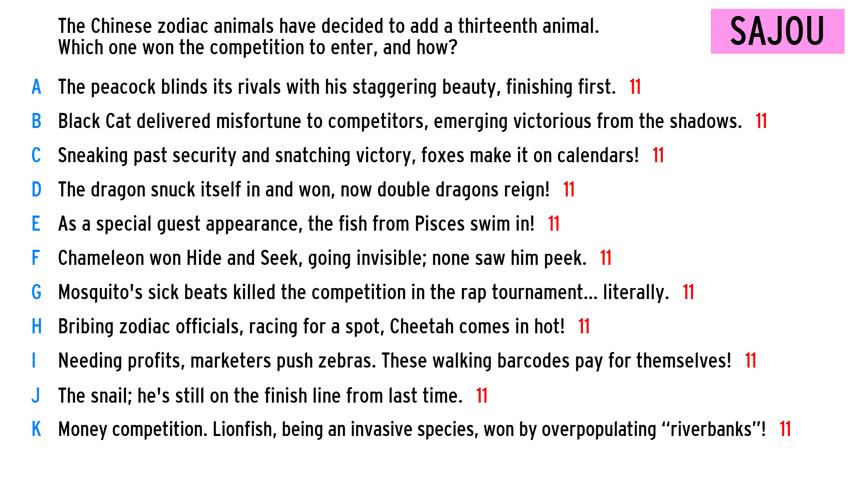 The Chinese zodiac animals have decided to add a thirteenth animal.
Which one won the competition to enter, and how?
SAJOU
A The peacock blinds its rivals with his staggering beauty, finishing first. 11
B Black Cat delivered misfortune to competitors, emerging victorious from the shadows. 11
C Sneaking past security and snatching victory, foxes make it on calendars! 11
D The dragon snuck itself in and won, now double dragons reign! 11
E As a special guest appearance, the fish from Pisces swim in! 11
F Chameleon won Hide and Seek, going invisible; none saw him peek. 11
G Mosquito's sick beats killed the competition in the rap tournament... literally. 11
H Bribing zodiac officials, racing for a spot, Cheetah comes in hot! 11
I Needing profits, marketers push zebras. These walking barcodes pay for themselves! 11
J The snail; he's still on the finish line from last time. 11
K Money competition. Lionfish, being an invasive species, won by overpopulating “riverbanks”! 11